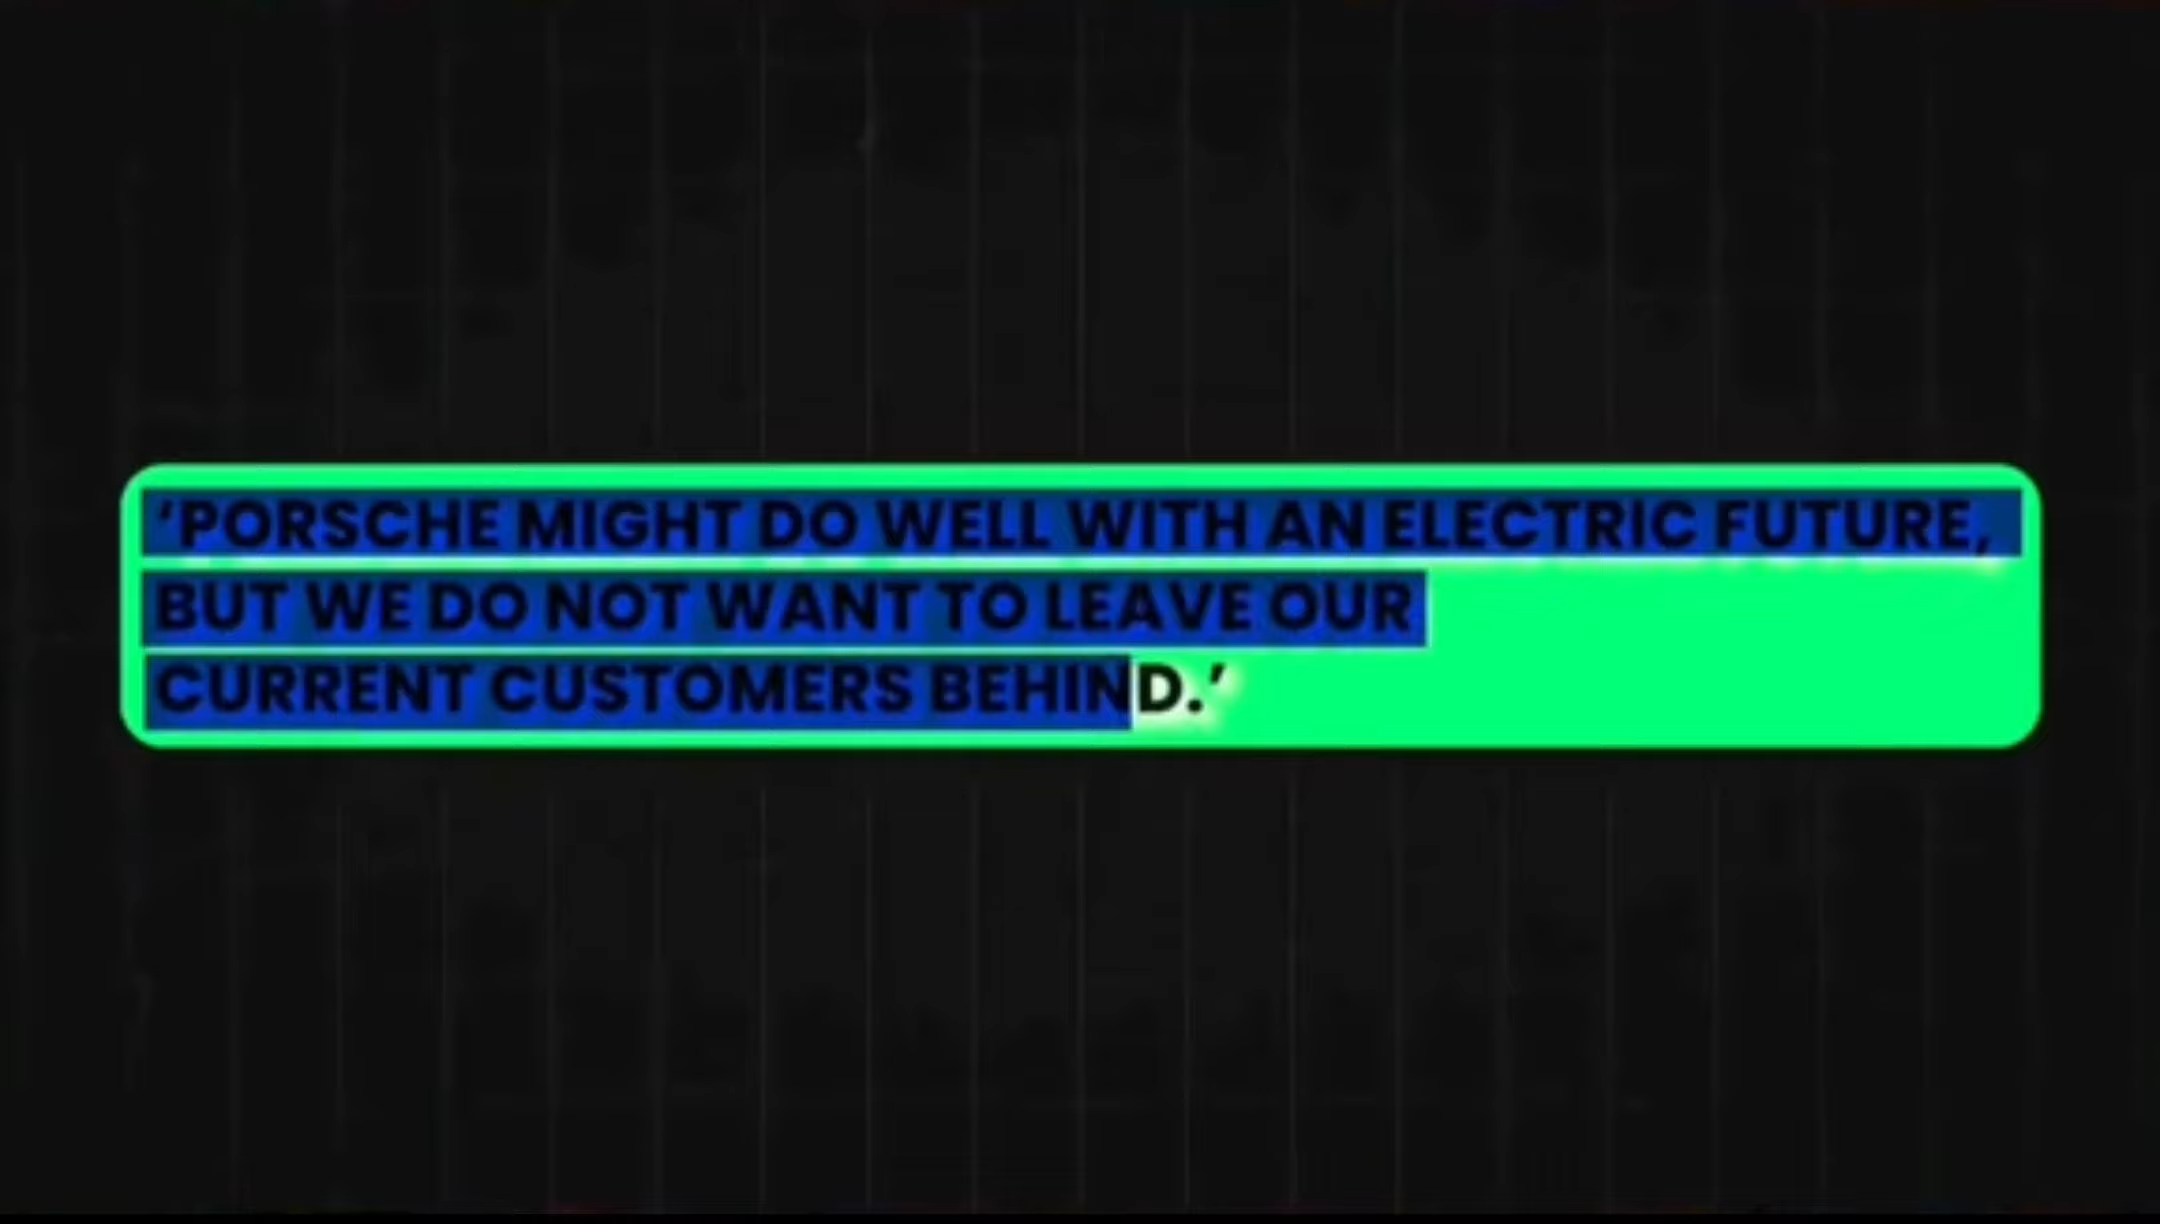 ‘PORSCHE MIGHT DO WELL WITH AN ELECTRIC FUTURE,
BUT WE DO NOT WANT TO LEAVE OUR
CURRENT CUSTOMERS BEHIND.’